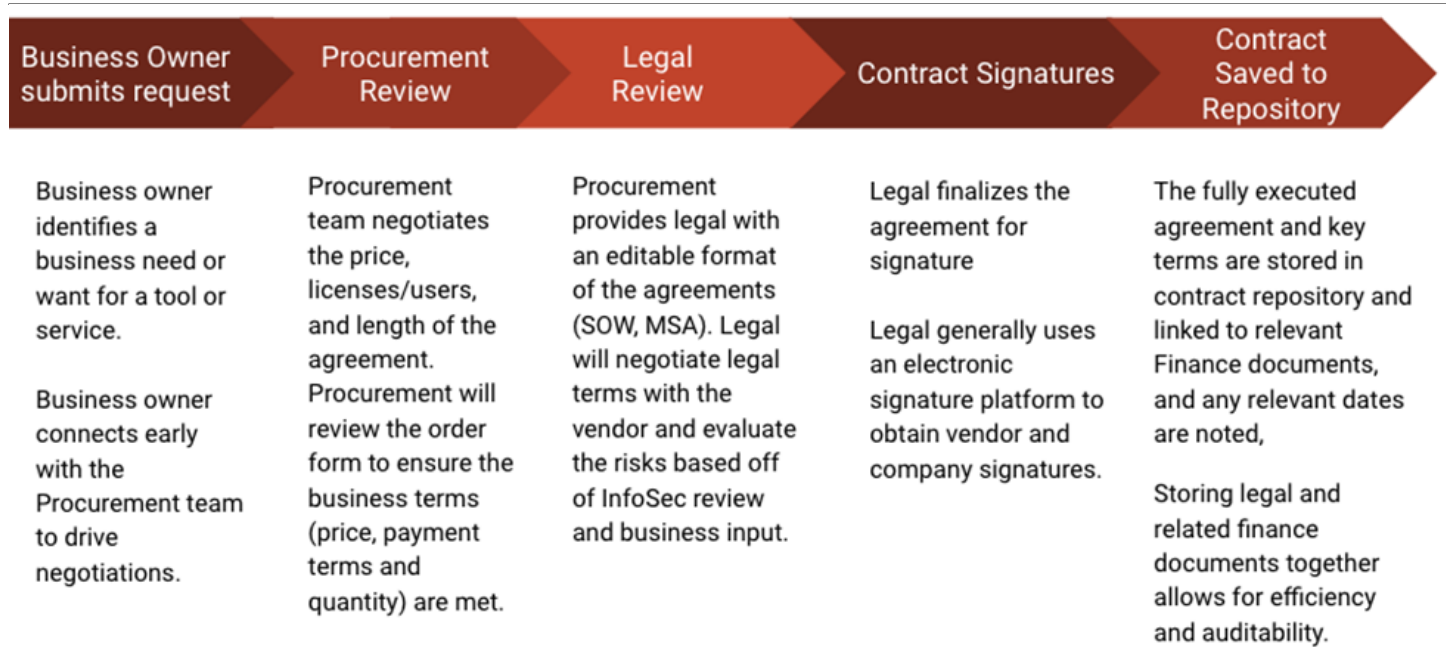 Business Owner
submits request
Procurement
Review
Legal
Review
Contract Signatures
Contract
Saved to
Repository
Business owner
identifies a
business need or
want for a tool or
service.
Business owner
connects early
with the
Procurement team
to drive
negotiations.
Procurement
team negotiates
the price,
licenses/users,
and length of the
agreement.
Procurement will
review the order
form to ensure the
business terms
(price, payment
terms and
quantity) are met.
Procurement
provides legal with
an editable format
of the agreements
(SOW, MSA). Legal
will negotiate legal
terms with the
vendor and evaluate
the risks based off
of InfoSec review
and business input.
Legal finalizes the
agreement for
signature
Legal generally uses
an electronic
signature platform to
obtain vendor and
company signatures.
The fully executed
agreement and key
terms are stored in
contract repository and
linked to relevant
Finance documents,
and any relevant dates
are noted,
Storing legal and
related finance
documents together
allows for efficiency
and auditability.